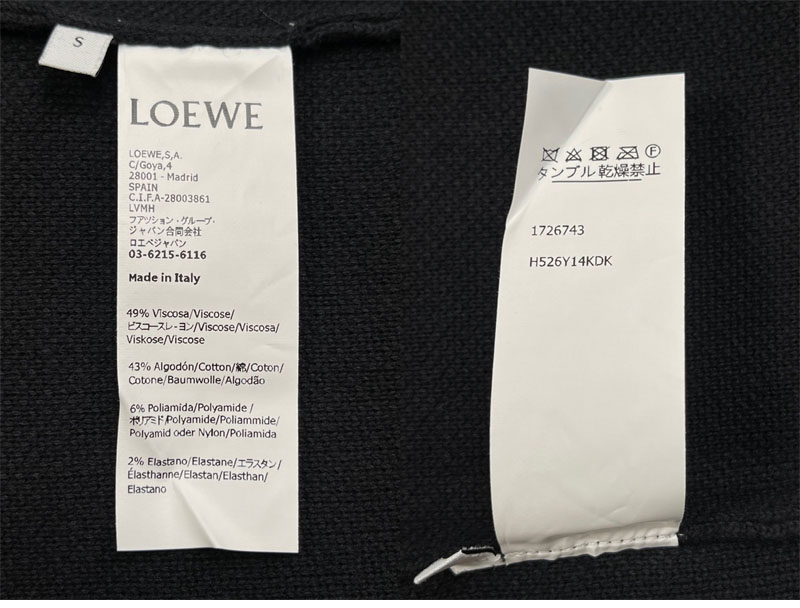 S
LOEWE
LOEWE,S,A.
C/Goya,4
28001 - Madrid
SPAIN
C.I.F.A-28003861
LVMH
ファッション・グループ・
ジャパン合同会社
ロエベジャパン
03-6215-6116
Made in Italy
49% Viscosa/Viscose/
ビスコースレーヨン/Viscose/Viscosa/
Viskose/Viscose
43% Algodón/Cotton/綿/Coton/
Cotone/Baumwolle/Algodão
6% Poliamida/Polyamide/
ポリアミド/Polyamide/Poliammide/
Polyamid oder Nylon/Poliamida
2% Elastano/Elastane/エラスタン/
Élasthanne/Elastan/Elasthan/
Elastano
F
タンブル乾燥禁止
1726743
H526Y14KDK